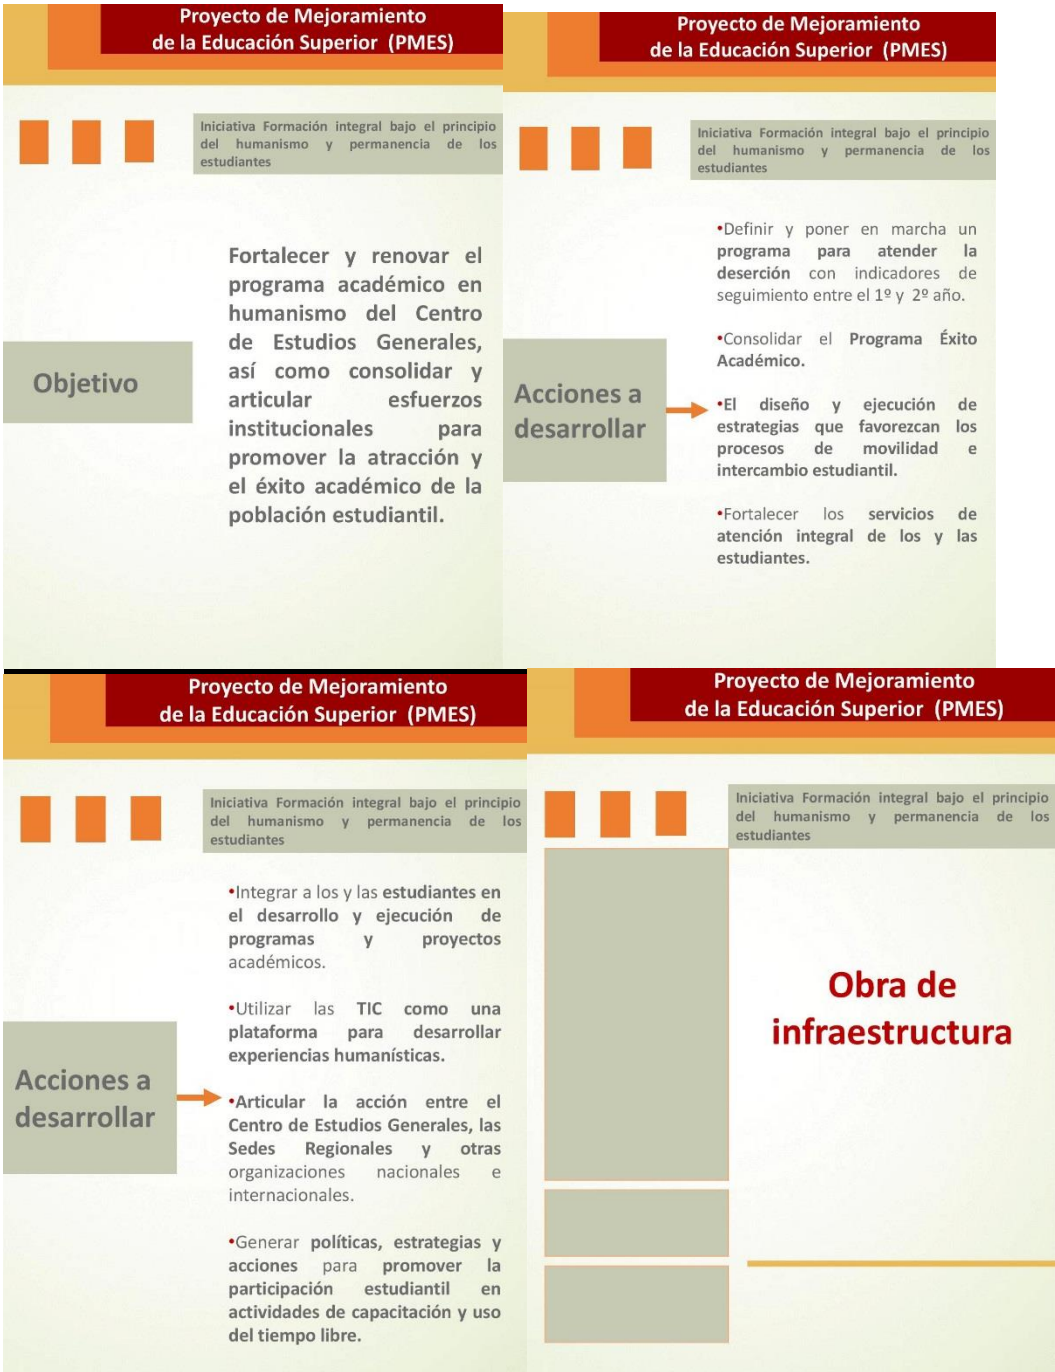 Proyecto de Mejoramiento
de la Educación Superior (PMES)
Iniciativa Formación integral bajo el principio
del humanismo y permanencia de los
estudiantes
Objetivo
Fortalecer y renovar el
programa académico en
humanismo del Centro
de Estudios Generales,
así como consolidar y
articular esfuerzos
institucionales para
promover la atracción y
el éxito académico de la
población estudiantil.
Proyecto de Mejoramiento
de la Educación Superior (PMES)
Iniciativa Formación integral bajo el principio
del humanismo y permanencia de los
estudiantes
Acciones a
desarrollar
•Definir y poner en marcha un
programa para atender la
deserción con indicadores de
seguimiento entre el 1º y 2º año.
•Consolidar el Programa Éxito
Académico.
•El diseño y ejecución de
estrategias que favorezcan los
procesos de movilidad e
intercambio estudiantil.
•Fortalecer los servicios de
atención integral de los y las
estudiantes.
Proyecto de Mejoramiento
de la Educación Superior (PMES)
Iniciativa Formación integral bajo el principio
del humanismo y permanencia de los
estudiantes
Acciones a
desarrollar
•Integrar a los y las estudiantes en
el desarrollo y ejecución de
programas y proyectos
académicos.
•Utilizar las TIC como una
plataforma para desarrollar
experiencias humanísticas.
•Articular la acción entre el
Centro de Estudios Generales, las
Sedes Regionales y otras
organizaciones nacionales e
internacionales.
•Generar políticas, estrategias y
acciones para promover la
participación estudiantil en
actividades de capacitación y uso
del tiempo libre.
Proyecto de Mejoramiento
de la Educación Superior (PMES)
Iniciativa Formación integral bajo el principio
del humanismo y permanencia de los
estudiantes
Obra de
infraestructura